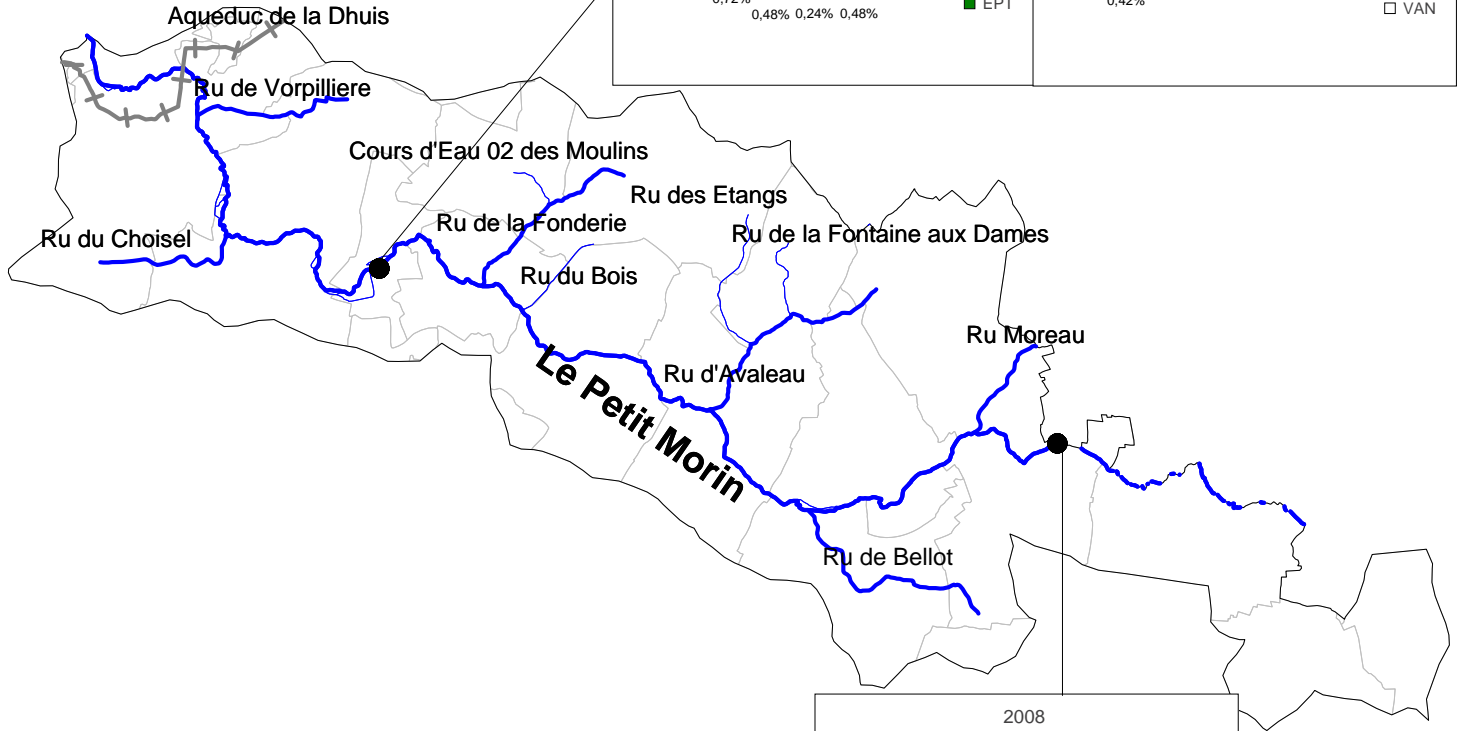 Aqueduc de la Dhuis
0,48% 0,24% 0,48%
EPT
VAN
Ru de Vorpilliere
Cours d'Eau 02 des Moulins
Ru des Etangs
Ru de la Fonderie
Ru de la Fontaine aux Dames
Ru du Choisel
Ru du Bois
Ru Moreau
Ru d'Avaleau
Le Petit Morin
Ru de Bellot
2008